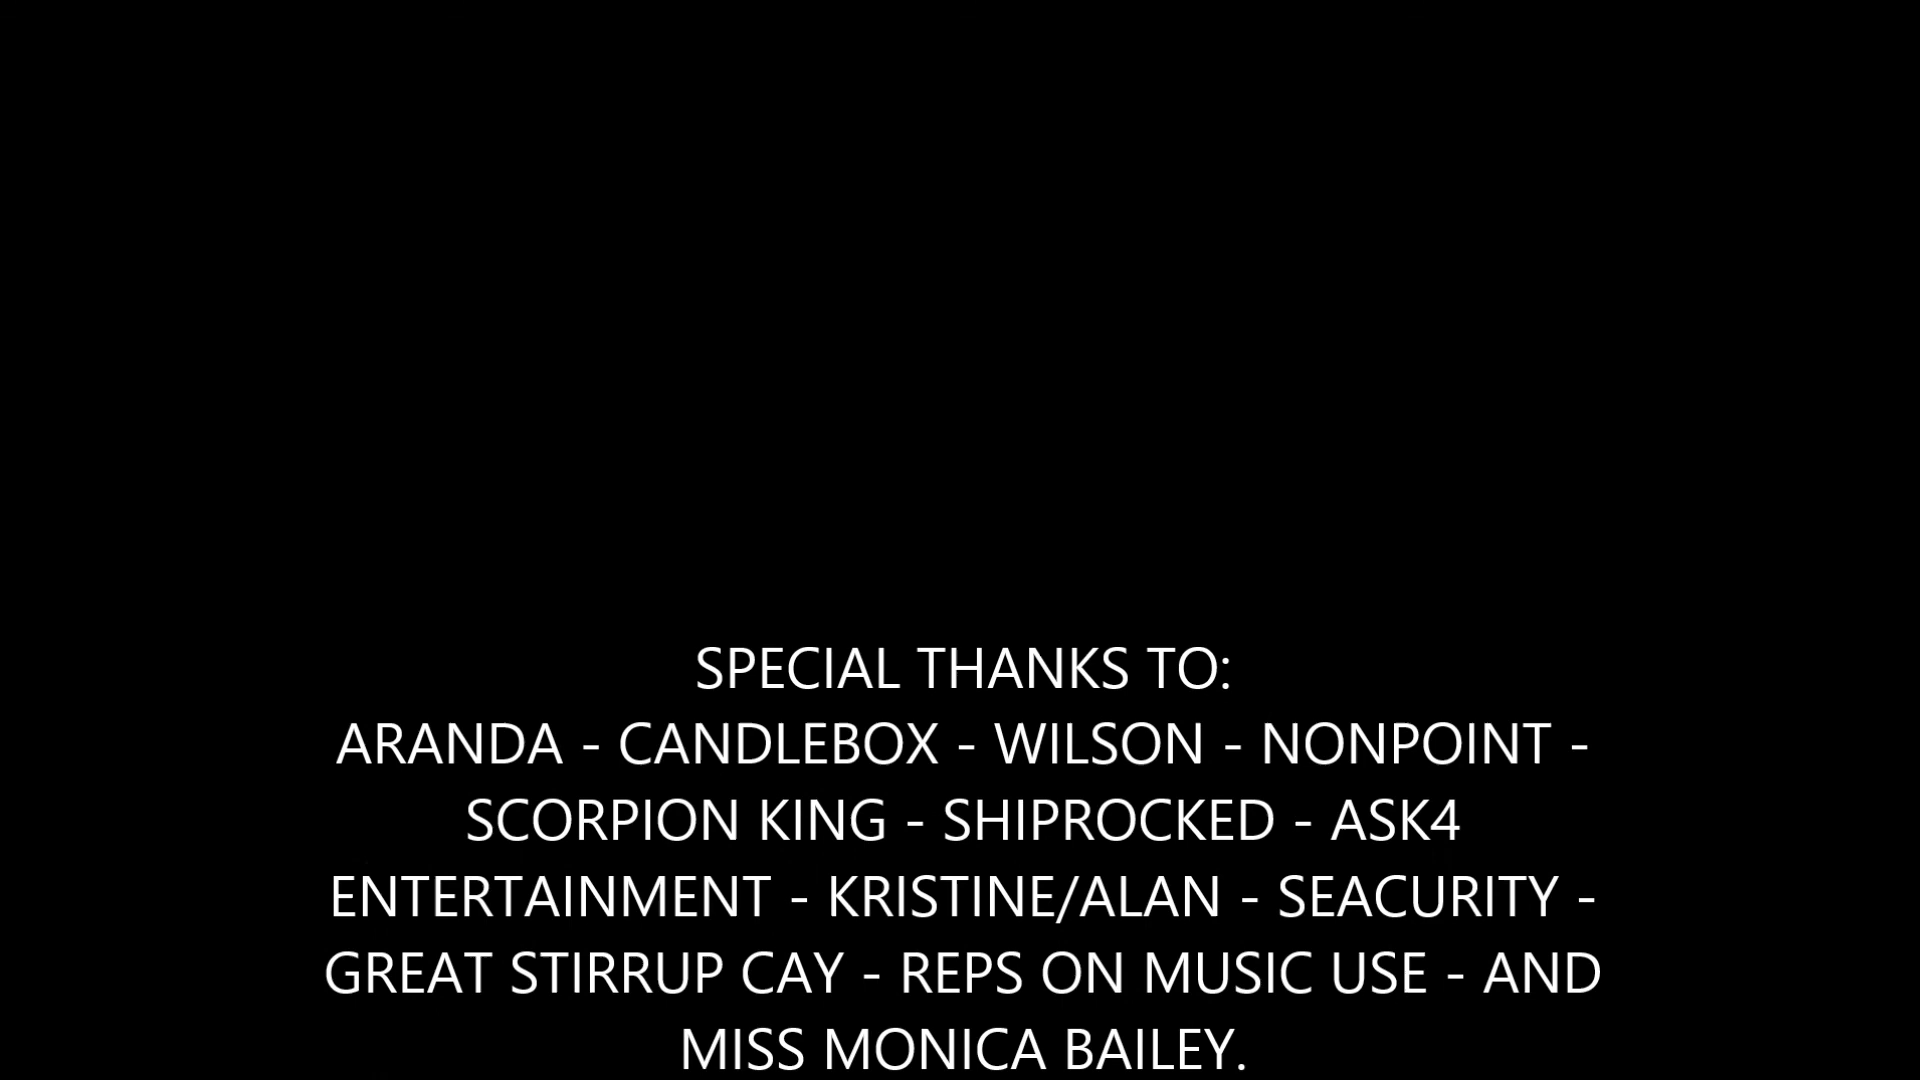 SPECIAL THANKS TO:
ARANDA - CANDLEBOX - WILSON - NONPOINT -
SCORPION KING - SHIPROCKED - ASK4
ENTERTAINMENT - KRISTINE/ALAN - SEACURITY -
GREAT STIRRUP CAY - REPS ON MUSIC USE - AND
MISS MONICA BAILEY.